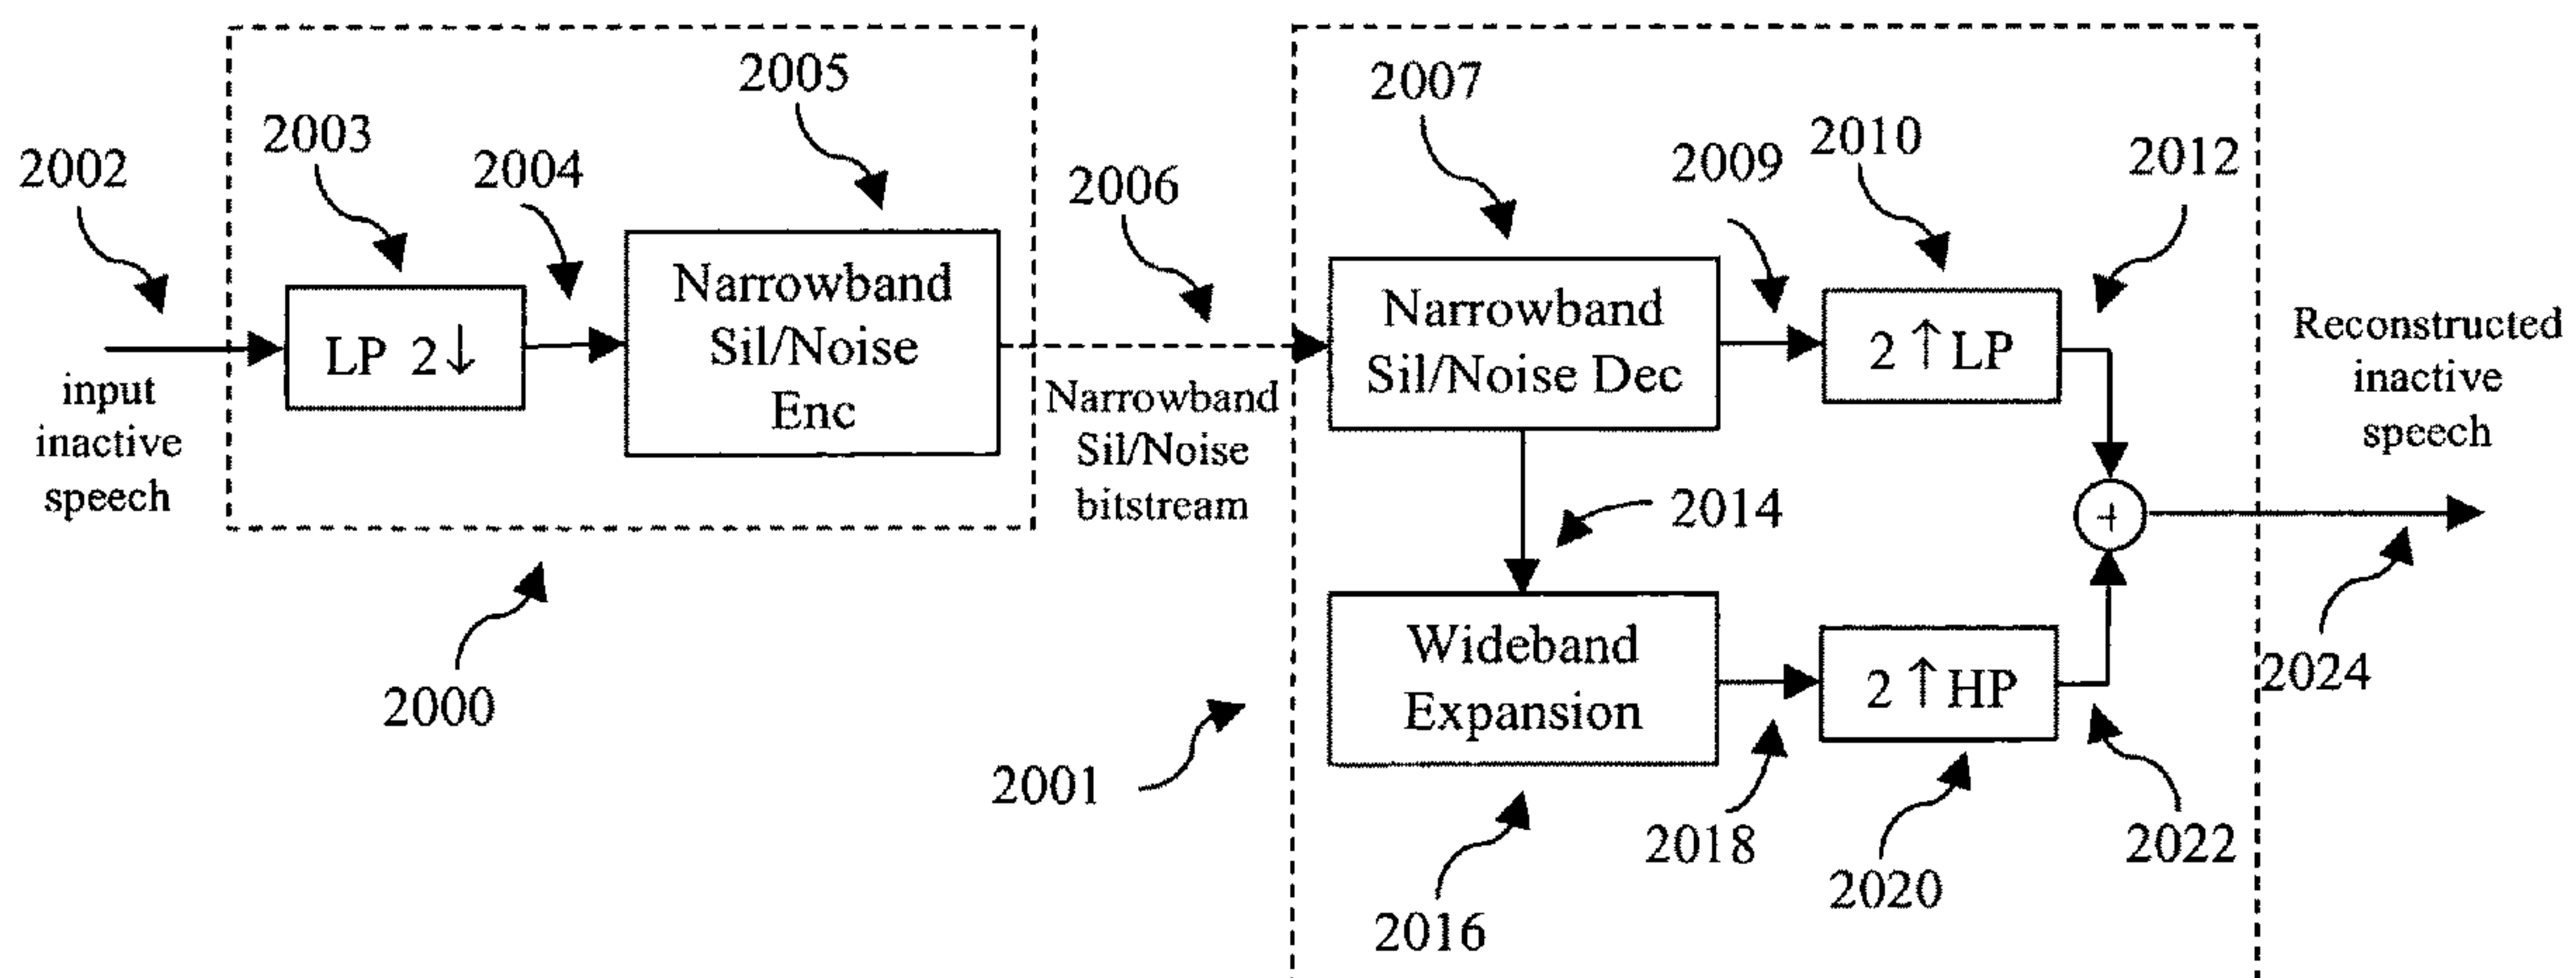 2002
2003
2004
2005
2006
2007
2009
2010
2012
input
inactive
speech
LP 2↓
Narrowband
Sil/Noise
Enc
Narrowband
Sil/Noise
bitstream
Narrowband
Sil/Noise Dec
2↑LP
Reconstructed
inactive
speech
+
2014
2000
2001
Wideband
Expansion
2↑HP
2024
2016
2018
2020
2022